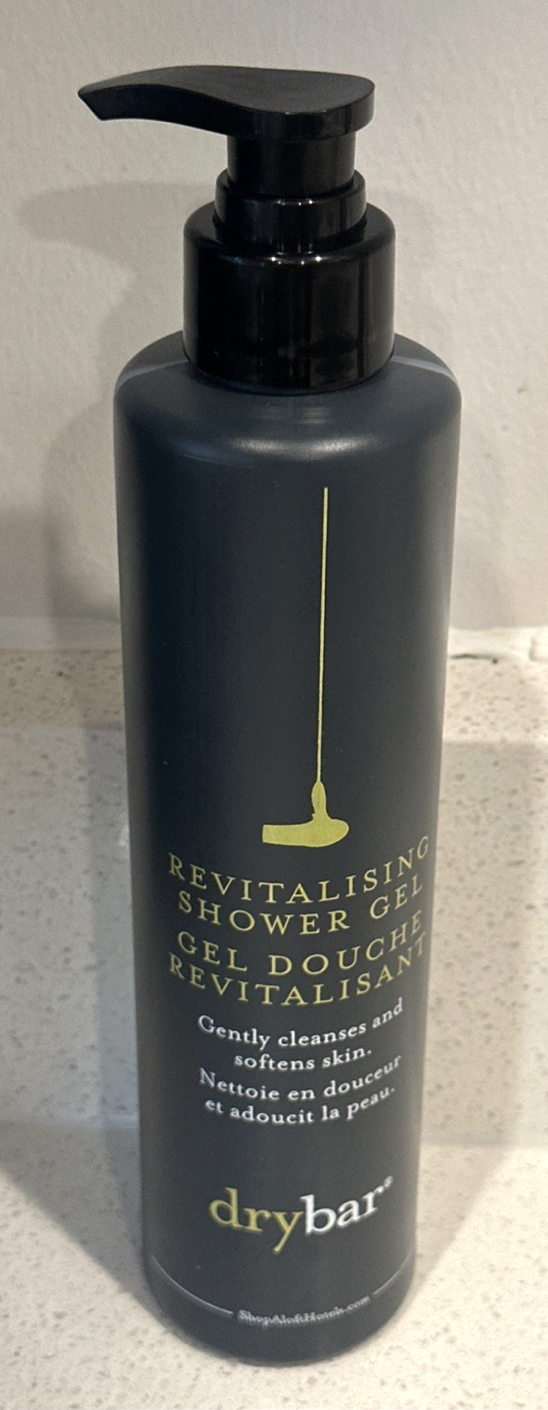 REVITALISING
SHOWER GEL
GEL DOUCHE
REVITALISANT
Gently cleanses and
softens skin.
Nettoie en douceur
et adoucit la peau.
drybar®
ShopAloftHotels.com